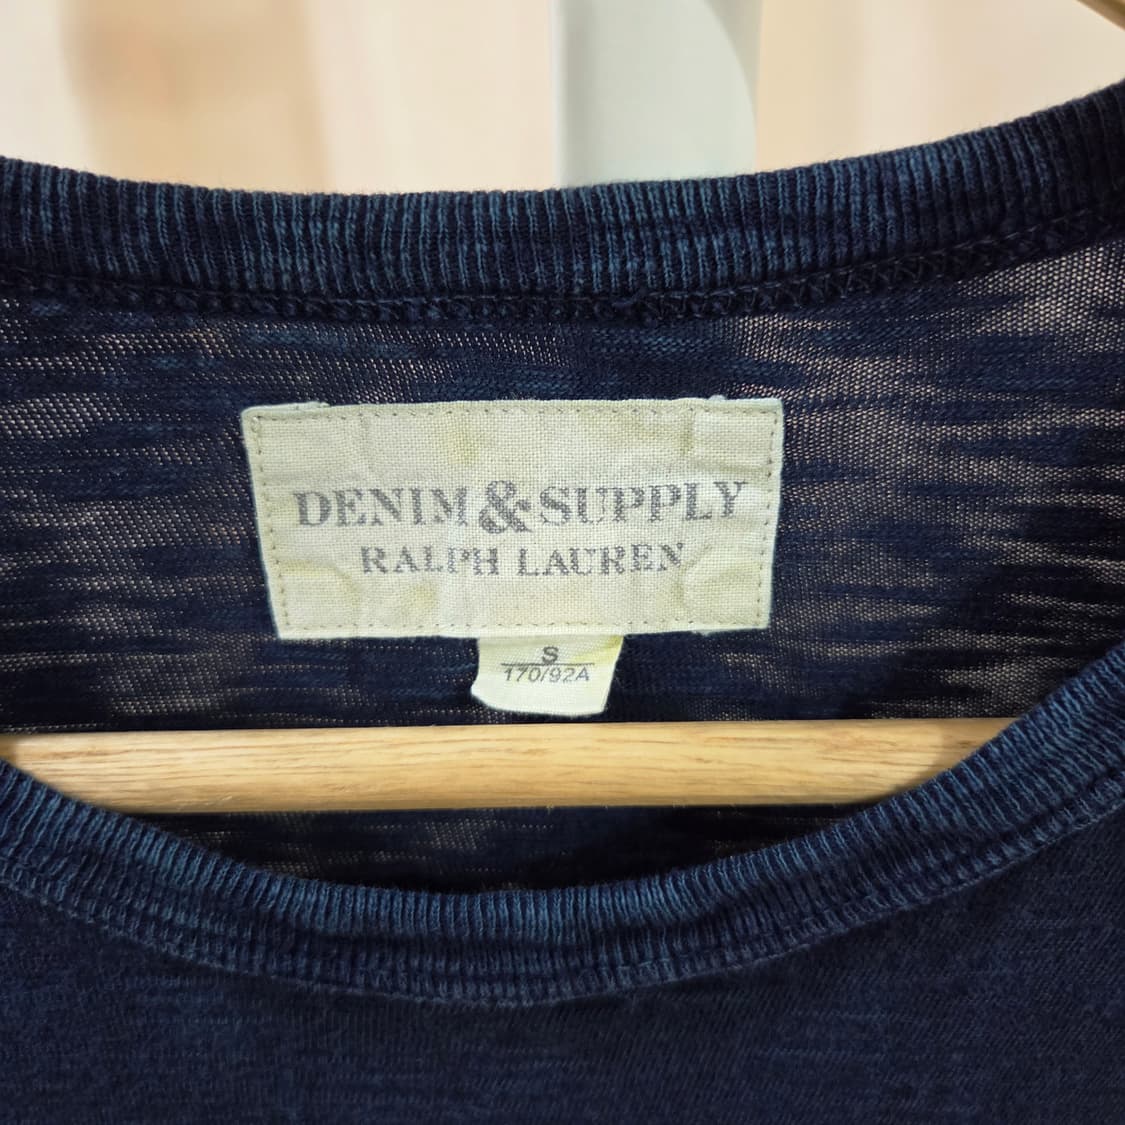 DENIM & SUPPLY
RALPH LAUREN
S
170/92A